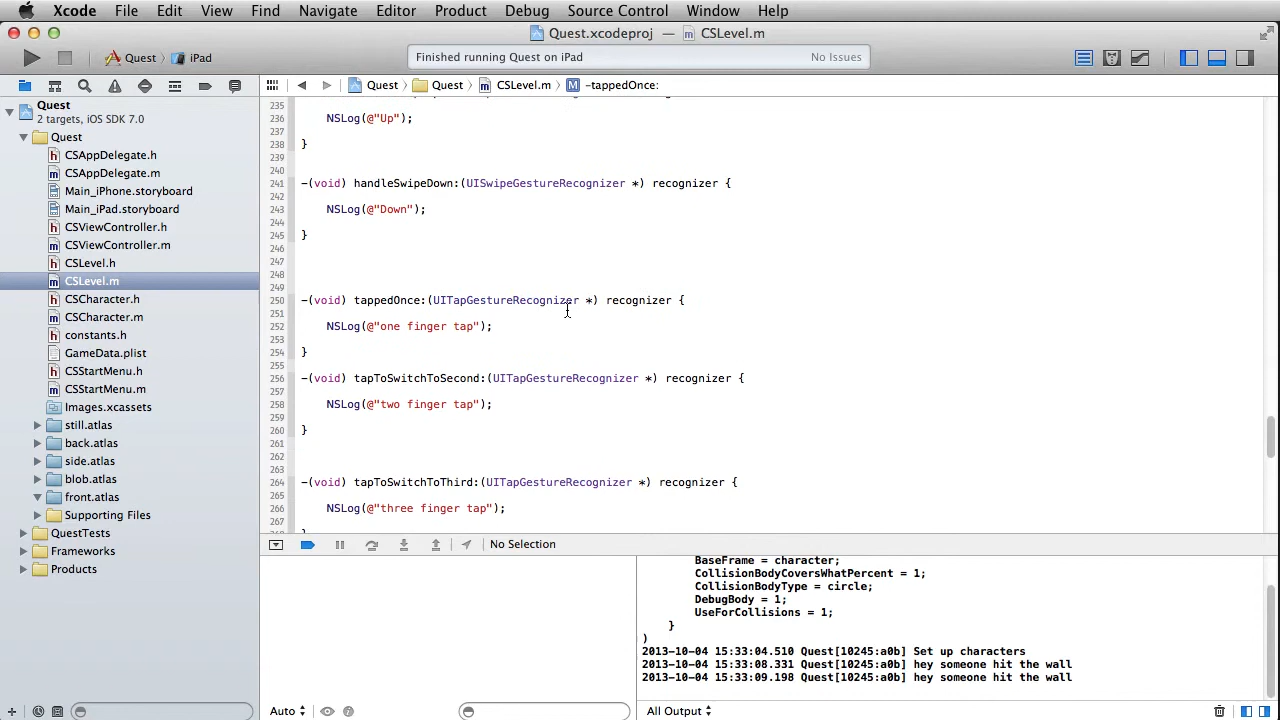 Xcode File Edit View Find Navigate Editor Product Debug Source Control Window Help
Quest.xcodeproj — CSLevel.m
Quest iPad
Finished running Quest on iPad No Issues
Quest Quest CSLevel.m M -tappedOnce:
Quest
2 targets, iOS SDK 7.0
Quest
h CSAppDelegate.h
m CSAppDelegate.m
Main_iPhone.storyboard
Main_iPad.storyboard
h CSViewController.h
m CSViewController.m
h CSLevel.h
m CSLevel.m
h CSCharacter.h
m CSCharacter.m
h constants.h
GameData.plist
h CSStartMenu.h
m CSStartMenu.m
Images.xcassets
still.atlas
back.atlas
side.atlas
blob.atlas
front.atlas
Supporting Files
QuestTests
Frameworks
Products
235
236 NSLog(@"Up");
237
238 }
239
240
241 -(void) handleSwipeDown:(UISwipeGestureRecognizer *) recognizer {
242
243 NSLog(@"Down");
244
245 }
246
247
248
249
250 -(void) tappedOnce:(UITapGestureRecognizer *) recognizer {
251
252 NSLog(@"one finger tap");
253
254 }
255
256 -(void) tapToSwitchToSecond:(UITapGestureRecognizer *) recognizer {
257
258 NSLog(@"two finger tap");
259
260 }
261
262
263
264 -(void) tapToSwitchToThird:(UITapGestureRecognizer *) recognizer {
265
266 NSLog(@"three finger tap");
267
No Selection
BaseFrame = character;
CollisionBodyCoversWhatPercent = 1;
CollisionBodyType = circle;
DebugBody = 1;
UseForCollisions = 1;
}
)
2013-10-04 15:33:04.510 Quest[10245:a0b] Set up characters
2013-10-04 15:33:08.331 Quest[10245:a0b] hey someone hit the wall
2013-10-04 15:33:09.198 Quest[10245:a0b] hey someone hit the wall
Auto All Output